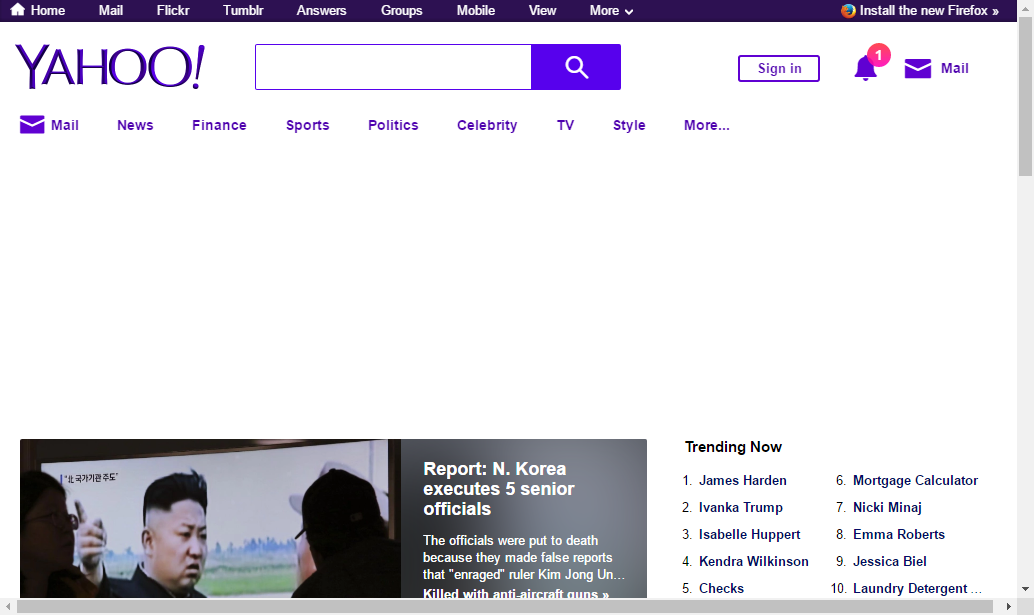 Home Mail Flickr Tumblr Answers Groups Mobile View More Install the new Firefox »
YAHOO!
Sign in
1
Mail
Mail News Finance Sports Politics Celebrity TV Style More...
"北 국가기관 주도"
Report: N. Korea
executes 5 senior
officials
The officials were put to death
because they made false reports
that "enraged" ruler Kim Jong Un...
Killed with anti-aircraft guns »
Trending Now
1. James Harden
2. Ivanka Trump
3. Isabelle Huppert
4. Kendra Wilkinson
5. Checks
6. Mortgage Calculator
7. Nicki Minaj
8. Emma Roberts
9. Jessica Biel
10. Laundry Detergent ...